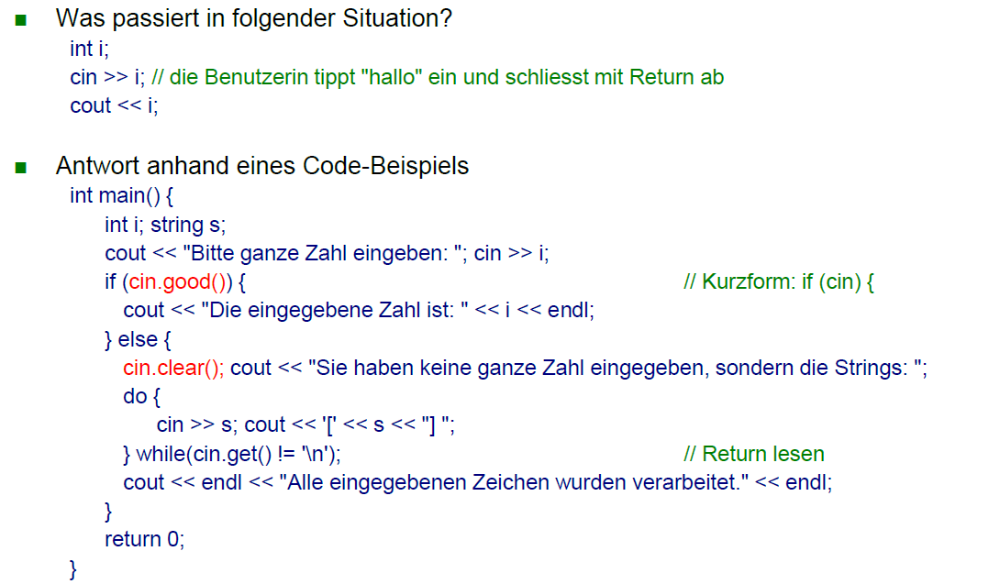 Was passiert in folgender Situation?
int i;
cin >> i; // die Benutzerin tippt "hallo" ein und schliesst mit Return ab
cout << i;
Antwort anhand eines Code-Beispiels
int main() {
int i; string s;
cout << "Bitte ganze Zahl eingeben: "; cin >> i;
if (cin.good()) { // Kurzform: if (cin) {
cout << "Die eingegebene Zahl ist: " << i << endl;
} else {
cin.clear(); cout << "Sie haben keine ganze Zahl eingegeben, sondern die Strings: ";
do {
cin >> s; cout << '[' << s << "] ";
} while(cin.get() != '\n'); // Return lesen
cout << endl << "Alle eingegebenen Zeichen wurden verarbeitet." << endl;
}
return 0;
}